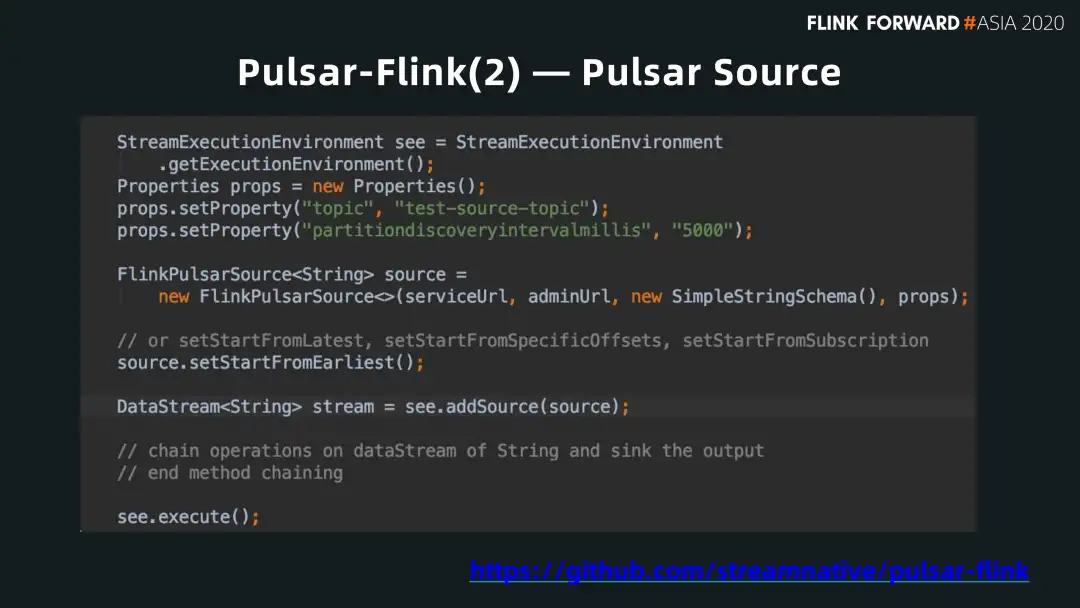 FLINK FORWARD #ASIA 2020
Pulsar-Flink(2) — Pulsar Source
StreamExecutionEnvironment see = StreamExecutionEnvironment
.getExecutionEnvironment();
Properties props = new Properties();
props.setProperty("topic", "test-source-topic");
props.setProperty("partitiondiscoveryintervalmillis", "5000");
FlinkPulsarSource<String> source =
new FlinkPulsarSource<>(serviceUrl, adminUrl, new SimpleStringSchema(), props);
// or setStartFromLatest, setStartFromSpecificOffsets, setStartFromSubscription
source.setStartFromEarliest();
DataStream<String> stream = see.addSource(source);
// chain operations on dataStream of String and sink the output
// end method chaining
see.execute();
https://github.com/streamnative/pulsar-flink